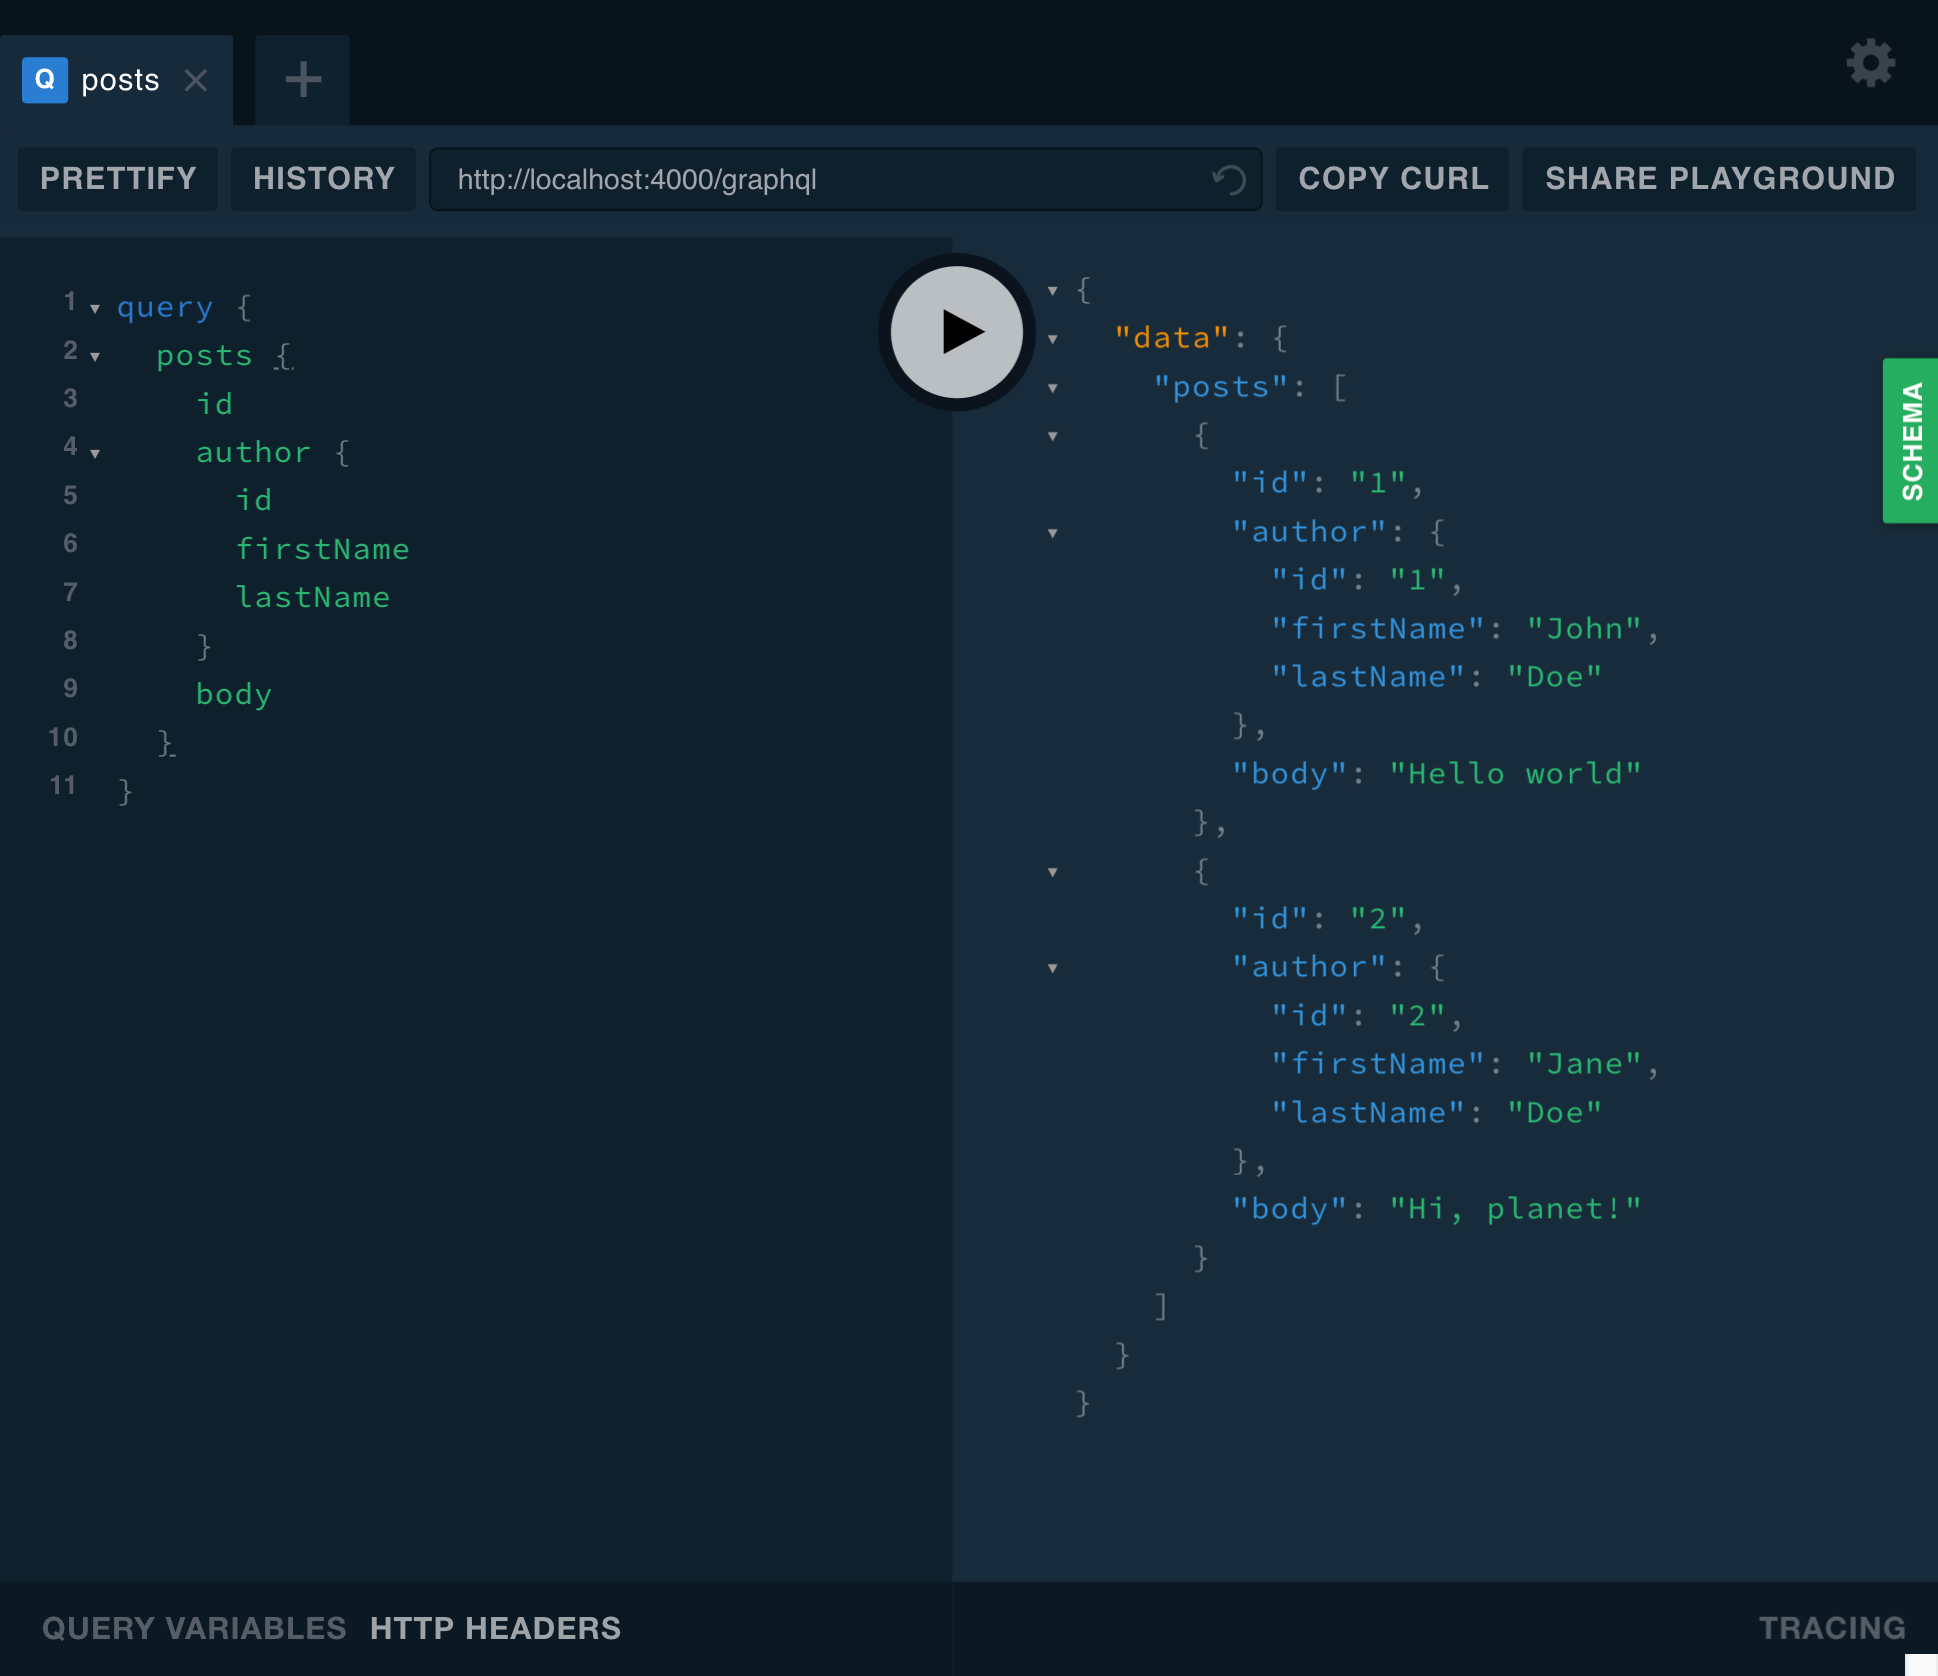 Q posts
PRETTIFY HISTORY http://localhost:4000/graphql COPY CURL SHARE PLAYGROUND
1 query {
2 posts {
3 id
4 author {
5 id
6 firstName
7 lastName
8 }
9 body
10 }
11 }
{
"data": {
"posts": [
{
"id": "1",
"author": {
"id": "1",
"firstName": "John",
"lastName": "Doe"
},
"body": "Hello world"
},
{
"id": "2",
"author": {
"id": "2",
"firstName": "Jane",
"lastName": "Doe"
},
"body": "Hi, planet!"
}
]
}
}
SCHEMA
QUERY VARIABLES HTTP HEADERS
TRACING